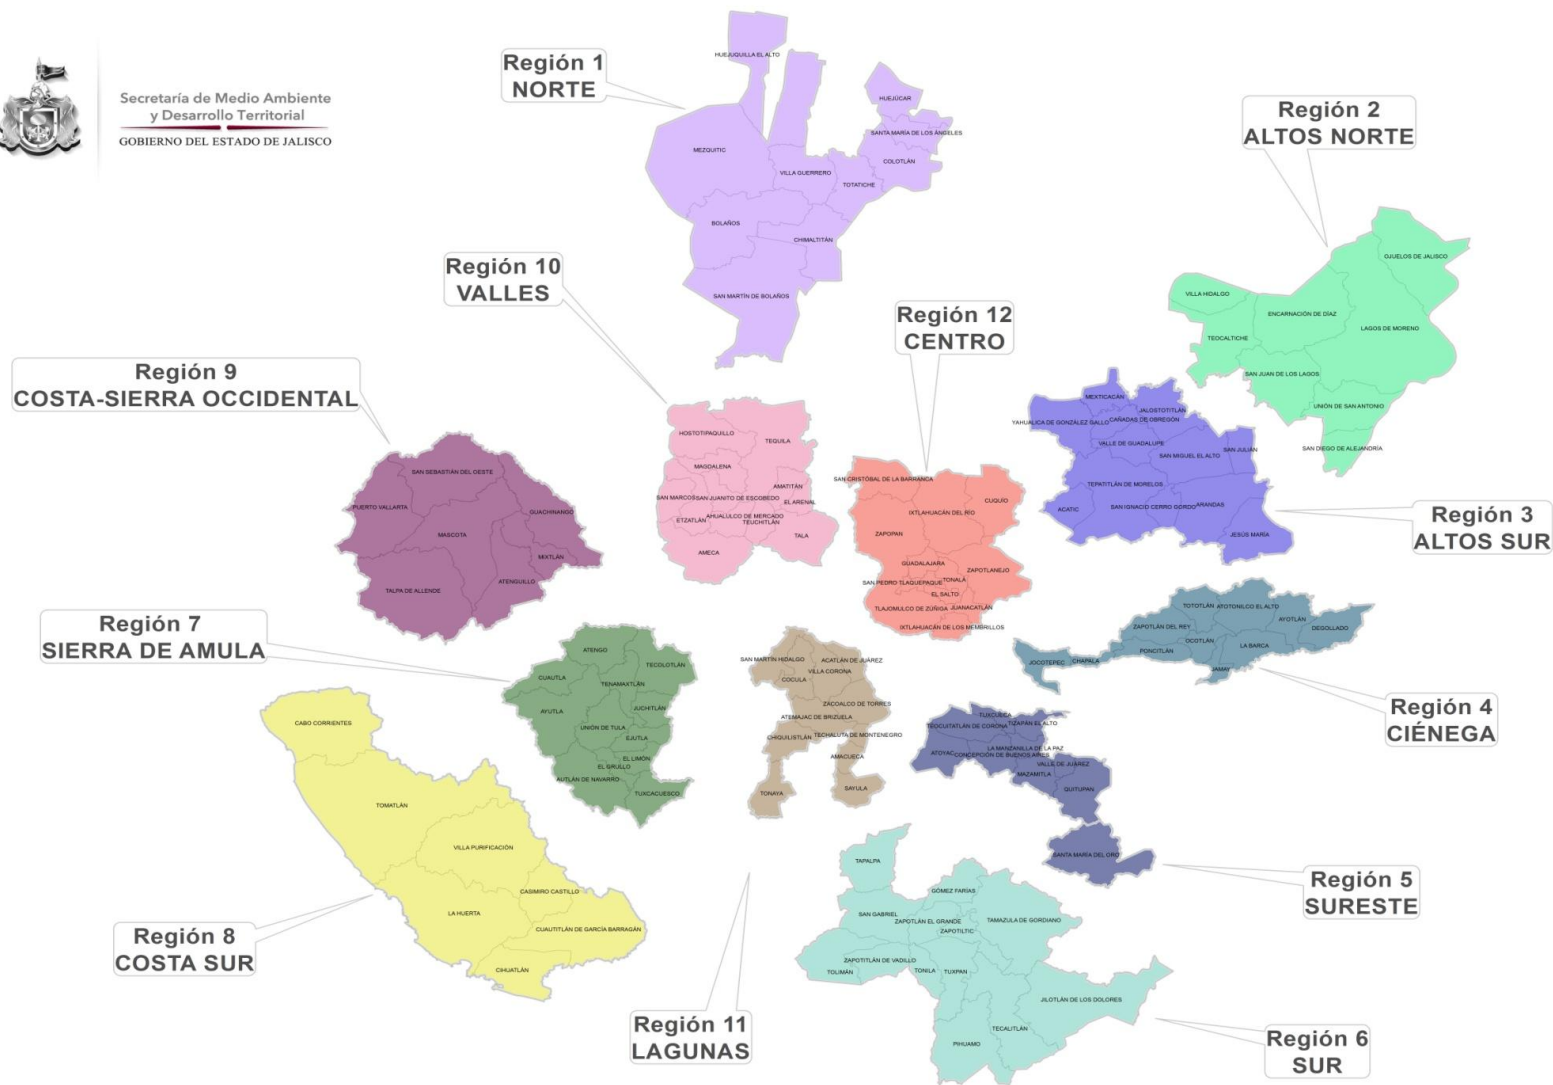 Secretaría de Medio Ambiente
y Desarrollo Territorial
GOBIERNO DEL ESTADO DE JALISCO
Región 1
NORTE
HUEJUQUILLA EL ALTO
HUEJÚCAR
SANTA MARÍA DE LOS ÁNGELES
MEZQUITIC
COLOTLÁN
VILLA GUERRERO
TOTATICHE
BOLAÑOS
CHIMALTITÁN
SAN MARTÍN DE BOLAÑOS
Región 2
ALTOS NORTE
OJUELOS DE JALISCO
VILLA HIDALGO
ENCARNACIÓN DE DÍAZ
LAGOS DE MORENO
TEOCALTICHE
SAN JUAN DE LOS LAGOS
UNIÓN DE SAN ANTONIO
SAN DIEGO DE ALEJANDRÍA
Región 10
VALLES
HOSTOTIPAQUILLO
TEQUILA
MAGDALENA
AMATITÁN
SAN MARCOS
SAN JUANITO DE ESCOBEDO
EL ARENAL
AHUALULCO DE MERCADO
ETZATLÁN
TEUCHITLÁN
TALA
AMECA
Región 12
CENTRO
SAN CRISTÓBAL DE LA BARRANCA
CUQUÍO
IXTLAHUACÁN DEL RÍO
ZAPOPAN
GUADALAJARA
ZAPOTLANEJO
SAN PEDRO TLAQUEPAQUE
TONALÁ
EL SALTO
TLAJOMULCO DE ZÚÑIGA
JUANACATLÁN
IXTLAHUACÁN DE LOS MEMBRILLOS
Región 9
COSTA-SIERRA OCCIDENTAL
SAN SEBASTIÁN DEL OESTE
PUERTO VALLARTA
GUACHINANGO
MASCOTA
MIXTLÁN
ATENGUILLO
TALPA DE ALLENDE
Región 3
ALTOS SUR
MEXTICACÁN
JALOSTOTITLÁN
YAHUALICA DE GONZÁLEZ GALLO
CAÑADAS DE OBREGÓN
VALLE DE GUADALUPE
SAN JULIÁN
SAN MIGUEL EL ALTO
TEPATITLÁN DE MORELOS
ARANDAS
ACATIC
SAN IGNACIO CERRO GORDO
JESÚS MARÍA
Región 7
SIERRA DE AMULA
ATENGO
TECOLOTLÁN
CUAUTLA
TENAMAXTLÁN
AYUTLA
JUCHITLÁN
UNIÓN DE TULA
EJUTLA
EL LIMÓN
EL GRULLO
AUTLÁN DE NAVARRO
TUXCACUESCO
Región 4
CIÉNEGA
TOTOTLÁN
ATOTONILCO EL ALTO
AYOTLÁN
ZAPOTLÁN DEL REY
DEGOLLADO
OCOTLÁN
LA BARCA
PONCITLÁN
JOCOTEPEC
CHAPALA
JAMAY
Región 11
LAGUNAS
SAN MARTÍN HIDALGO
ACATLÁN DE JUÁREZ
VILLA CORONA
COCULA
ZACOALCO DE TORRES
ATEMAJAC DE BRIZUELA
CHIQUILISTLÁN
TECHALUTA DE MONTENEGRO
AMACUECA
TONAYA
SAYULA
Región 5
SURESTE
TUXCUECA
TEOCUITATLÁN DE CORONA
TIZAPÁN EL ALTO
ATOYAC
LA MANZANILLA DE LA PAZ
CONCEPCIÓN DE BUENOS AIRES
VALLE DE JUÁREZ
MAZAMITLA
QUITUPAN
SANTA MARÍA DEL ORO
Región 8
COSTA SUR
CABO CORRIENTES
TOMATLÁN
VILLA PURIFICACIÓN
CASIMIRO CASTILLO
LA HUERTA
CUAUTITLÁN DE GARCÍA BARRAGÁN
CIHUATLÁN
Región 6
SUR
TAPALPA
GÓMEZ FARÍAS
SAN GABRIEL
ZAPOTLÁN EL GRANDE
TAMAZULA DE GORDIANO
ZAPOTILTIC
ZAPOTITLÁN DE VADILLO
TOLIMÁN
TONILA
TUXPAN
JILOTLÁN DE LOS DOLORES
TECALITLÁN
PIHUAMO